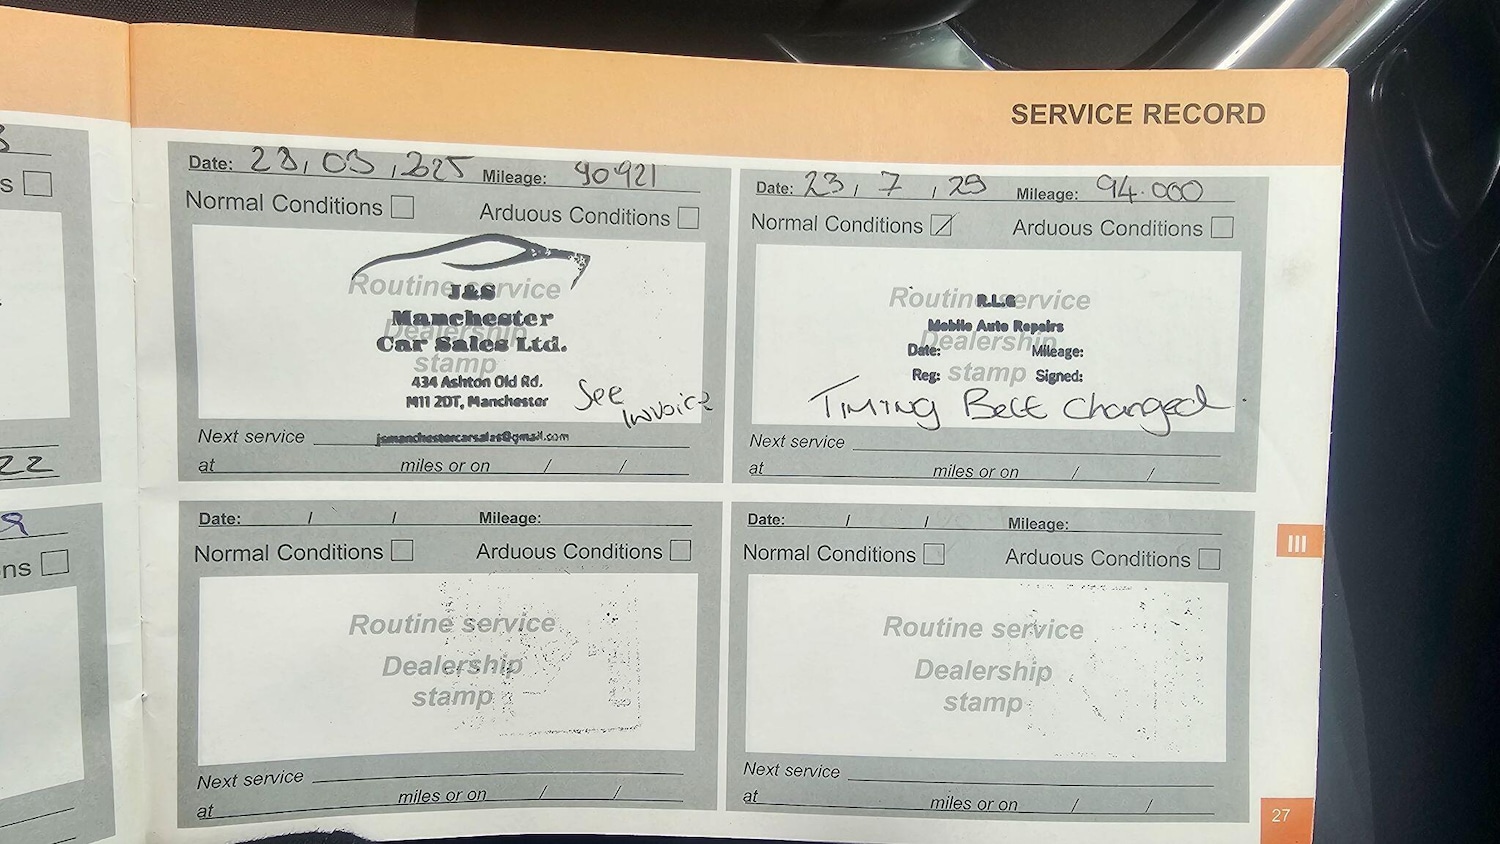 SERVICE RECORD
s
22
ns
Date: 23, 03, 2025 Mileage: 90921
Normal Conditions Arduous Conditions
Routine service
J&S
Manchester
Dealership
Car Sales Ltd.
stamp
434 Ashton Old Rd.
M11 2DT, Manchester
See
Invoice
Next service jsmanchestercarsales@gmail.com
at miles or on / /
Date: 23, 7, 25 Mileage: 94.000
Normal Conditions Arduous Conditions
Routine service
R.L.G
Mobile Auto Repairs
Dealership
Date: Mileage:
Reg: stamp Signed:
Timing Belt Changed
Next service
at miles or on / /
Date: / / Mileage:
Normal Conditions Arduous Conditions
Routine service
Dealership
stamp
Next service
at miles or on / /
Date: / / Mileage:
Normal Conditions Arduous Conditions
Routine service
Dealership
stamp
Next service
at miles or on / /
III
27